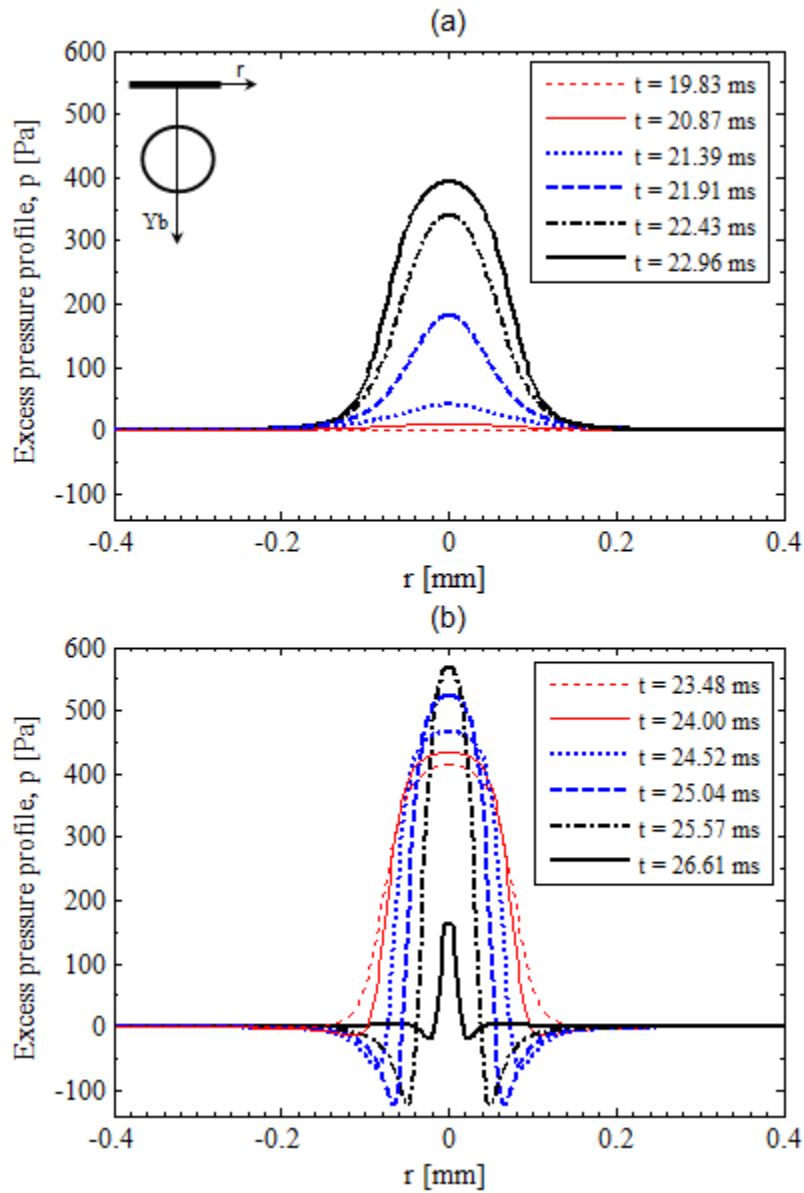 (a)
Excess pressure profile, p [Pa]
600
500
400
300
200
100
0
-100
r
Yb
t = 19.83 ms
t = 20.87 ms
t = 21.39 ms
t = 21.91 ms
t = 22.43 ms
t = 22.96 ms
-0.4 -0.2 0 0.2 0.4
r [mm]
(b)
Excess pressure profile, p [Pa]
600
500
400
300
200
100
0
-100
t = 23.48 ms
t = 24.00 ms
t = 24.52 ms
t = 25.04 ms
t = 25.57 ms
t = 26.61 ms
-0.4 -0.2 0 0.2 0.4
r [mm]